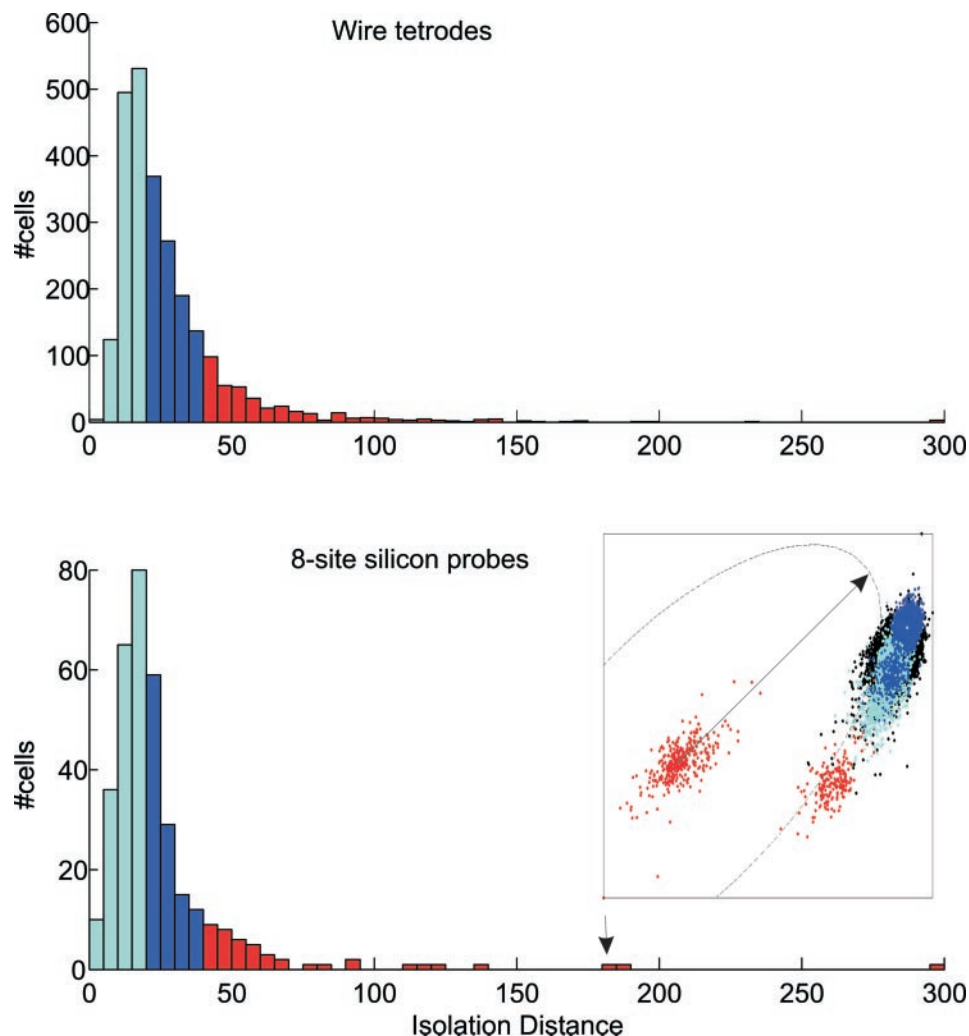 Wire tetrodes
600
500
400
300
200
100
0
#cells
0 50 100 150 200 250 300
8-site silicon probes
80
60
40
20
0
#cells
0 50 100 150 200 250 300
Isolation Distance